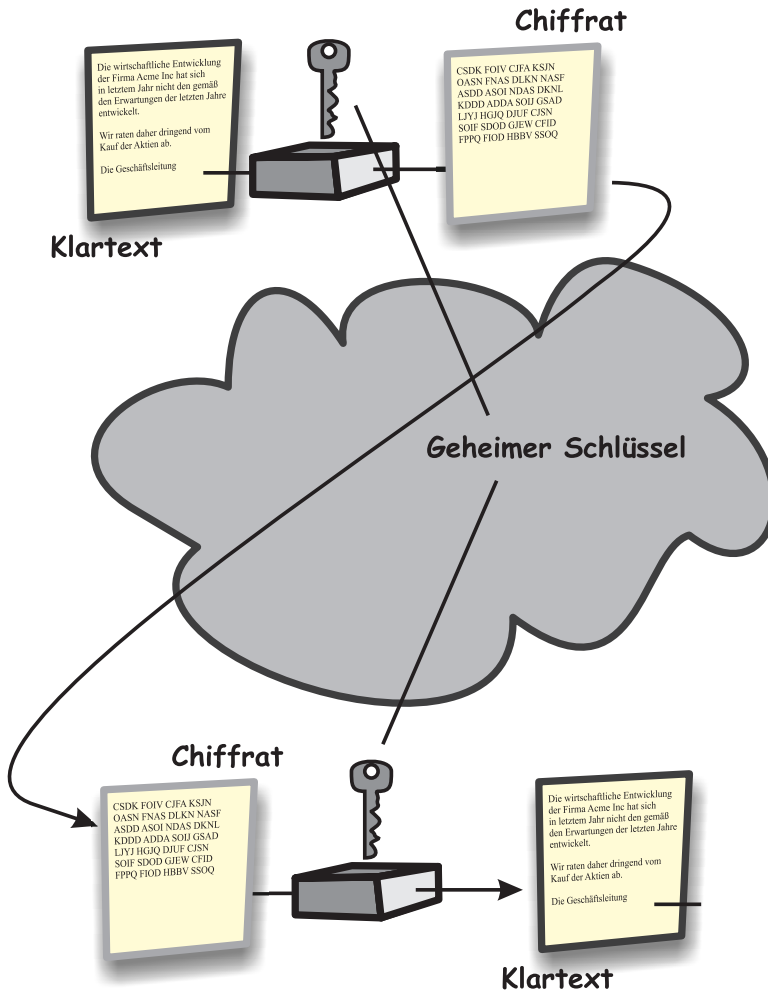 Chiffrat
Die wirtschaftliche Entwicklung
der Firma Acme Inc hat sich
in letztem Jahr nicht den gemäß
den Erwartungen der letzten Jahre
entwickelt.
Wir raten daher dringend vom
Kauf der Aktien ab.
Die Geschäftsleitung
CSDK FOIV CJFA KSJN
OASN FNAS DLKN NASF
ASDD ASOI NDAS DKNL
KDDD ADDA SOIJ GSAD
LJYJ HGJQ DJUF CJSN
SOIF SDOD GJEW CFID
FPPQ FIOD HBBV SSOQ
Klartext
Geheimer Schlüssel
Chiffrat
CSDK FOIV CJFA KSJN
OASN FNAS DLKN NASF
ASDD ASOI NDAS DKNL
KDDD ADDA SOIJ GSAD
LJYJ HGJQ DJUF CJSN
SOIF SDOD GJEW CFID
FPPQ FIOD HBBV SSOQ
Die wirtschaftliche Entwicklung
der Firma Acme Inc hat sich
in letztem Jahr nicht den gemäß
den Erwartungen der letzten Jahre
entwickelt.
Wir raten daher dringend vom
Kauf der Aktien ab.
Die Geschäftsleitung
Klartext